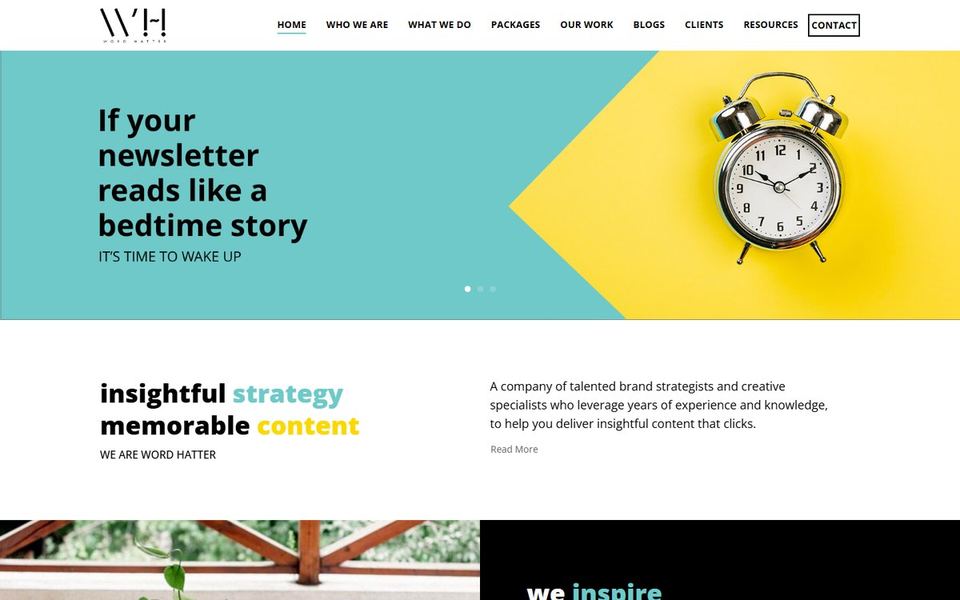 WORD HATTER
HOME WHO WE ARE WHAT WE DO PACKAGES OUR WORK BLOGS CLIENTS RESOURCES CONTACT
If your
newsletter
reads like a
bedtime story
IT'S TIME TO WAKE UP
12
11 1
10 2
9 3
8 4
7 5
6
insightful strategy
memorable content
WE ARE WORD HATTER
A company of talented brand strategists and creative
specialists who leverage years of experience and knowledge,
to help you deliver insightful content that clicks.
Read More
we inspire